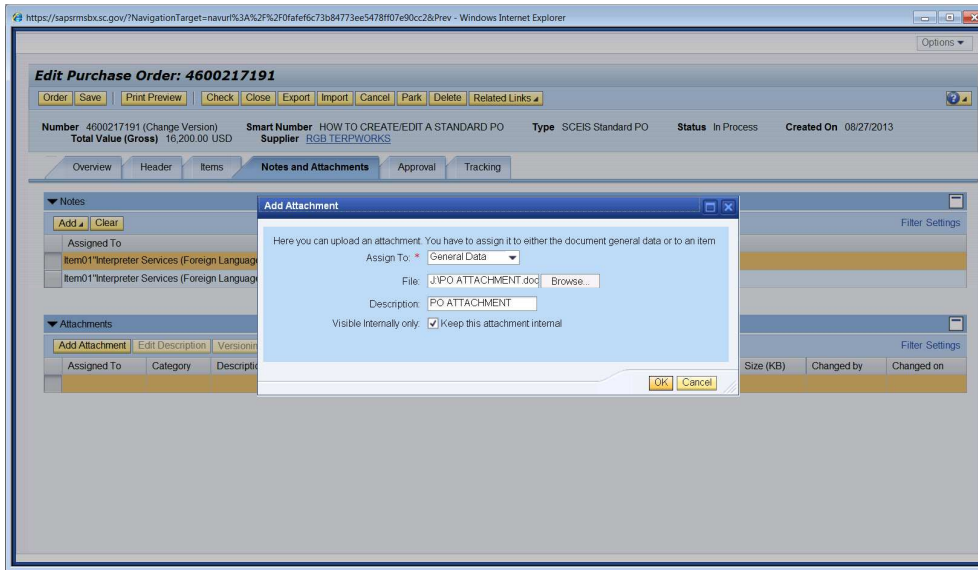 https://sapsrmsbx.sc.gov/?NavigationTarget=navurl%3A%2F%2F0fafef6c73b84773ee5478ff07e90cc2&Prev - Windows Internet Explorer
Options
Edit Purchase Order: 4600217191
Order Save Print Preview Check Close Export Import Cancel Park Delete Related Links
Number 4600217191 (Change Version) Smart Number HOW TO CREATE/EDIT A STANDARD PO Type SCEIS Standard PO Status In Process Created On 08/27/2013
Total Value (Gross) 16,200.00 USD Supplier RGB TERPWORKS
Overview Header Items Notes and Attachments Approval Tracking
Notes
Add Clear Filter Settings
Assigned To
Item01"Interpreter Services (Foreign Language
Item01"Interpreter Services (Foreign Language
Add Attachment
Here you can upload an attachment. You have to assign it to either the document general data or to an item
Assign To: * General Data
File: J:\PO ATTACHMENT.doc Browse...
Description: PO ATTACHMENT
Visible Internally only: Keep this attachment internal
OK Cancel
Attachments
Add Attachment Edit Description Versionin Filter Settings
Assigned To Category Descriptio Size (KB) Changed by Changed on